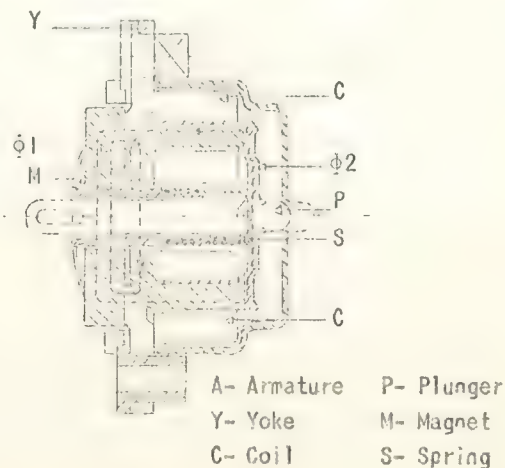 Y
C
ϕ1
ϕ2
M
P
S
C
A- Armature P- Plunger
Y- Yoke M- Magnet
C- Coil S- Spring